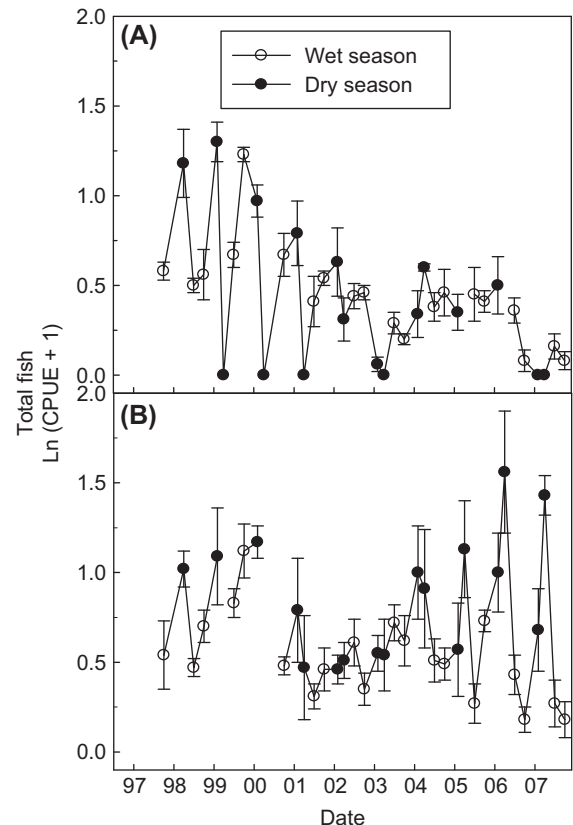 (A)
Wet season
Dry season
2.0
1.5
1.0
0.5
0.0
Total fish
Ln (CPUE + 1)
(B)
2.0
1.5
1.0
0.5
0.0
97 98 99 00 01 02 03 04 05 06 07
Date